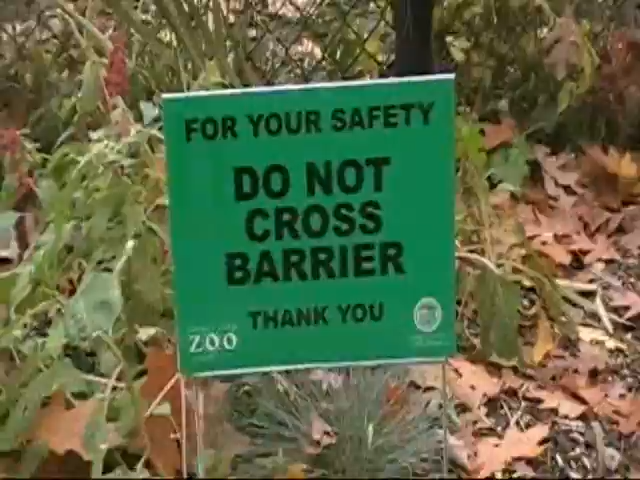 FOR YOUR SAFETY
DO NOT
CROSS
BARRIER
THANK YOU
ZOO